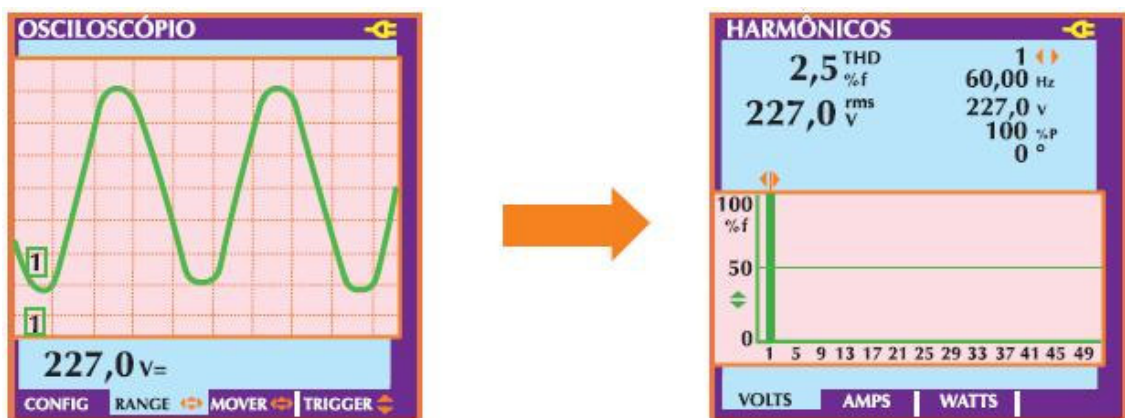 OSCILOSCÓPIO
1
1
227,0 V=
CONFIG RANGE MOVER TRIGGER
HARMÔNICOS
2,5 THD %f
227,0 rms V
1
60,00 Hz
227,0 V
100 %P
0 °
100
%f
50
0
1 5 9 13 17 21 25 29 33 37 41 45 49
VOLTS AMPS WATTS